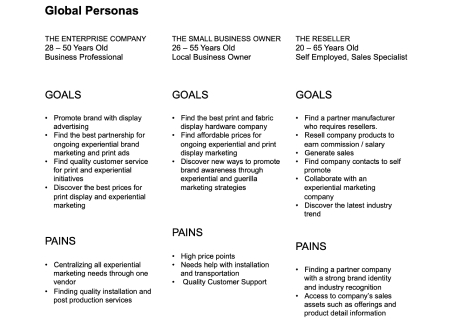 Global Personas
THE ENTERPRISE COMPANY
28 – 50 Years Old
Business Professional
GOALS
• Promote brand with display
advertising
• Find the best partnership for
ongoing experiential brand
marketing and print ads
• Find quality customer service
for print and experiential
initiatives
• Discover the best prices for
print display and experimental
marketing
PAINS
• Centralizing all experiential
marketing needs through one
vendor
• Finding quality installation and
post production services
THE SMALL BUSINESS OWNER
26 – 55 Years Old
Local Business Owner
GOALS
• Find the best print and fabric
display hardware company
• Find affordable prices for
ongoing experiential and print
display marketing
• Discover new ways to promote
brand awareness through
experiential and guerilla
marketing strategies
PAINS
• High price points
• Needs help with installation
and transportation
• Quality Customer Support
THE RESELLER
20 – 65 Years Old
Self Employed, Sales Specialist
GOALS
• Find a partner manufacturer
who requires resellers.
• Resell company products to
earn commission / salary
• Generate sales
• Find company contacts to self
promote
• Collaborate with an
experiential marketing
company
• Discover the latest industry
trend
PAINS
• Finding a partner company
with a strong brand identity
and industry recognition
• Access to company's sales
assets such as offerings and
product detail information